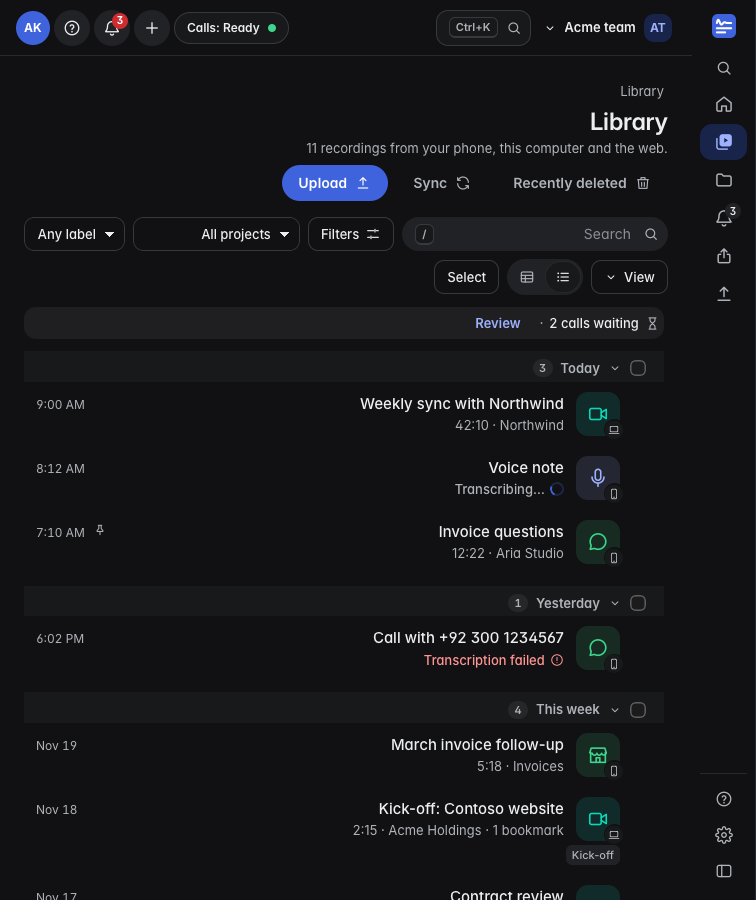 AK
3
Calls: Ready
Ctrl+K
Acme team
AT
Library
Library
11 recordings from your phone, this computer and the web.
Upload
Sync
Recently deleted
Any label
All projects
Filters
/
Search
3
Select
View
Review · 2 calls waiting
3 Today
9:00 AM
Weekly sync with Northwind
42:10 · Northwind
8:12 AM
Voice note
Transcribing...
7:10 AM
Invoice questions
12:22 · Aria Studio
1 Yesterday
6:02 PM
Call with +92 300 1234567
Transcription failed
4 This week
Nov 19
March invoice follow-up
5:18 · Invoices
Nov 18
Kick-off: Contoso website
2:15 · Acme Holdings · 1 bookmark
Kick-off
Nov 17
Contract review